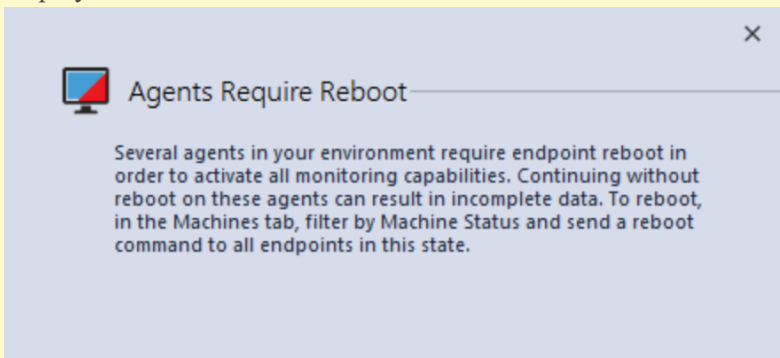 Agents Require Reboot
Several agents in your environment require endpoint reboot in
order to activate all monitoring capabilities. Continuing without
reboot on these agents can result in incomplete data. To reboot,
in the Machines tab, filter by Machine Status and send a reboot
command to all endpoints in this state.